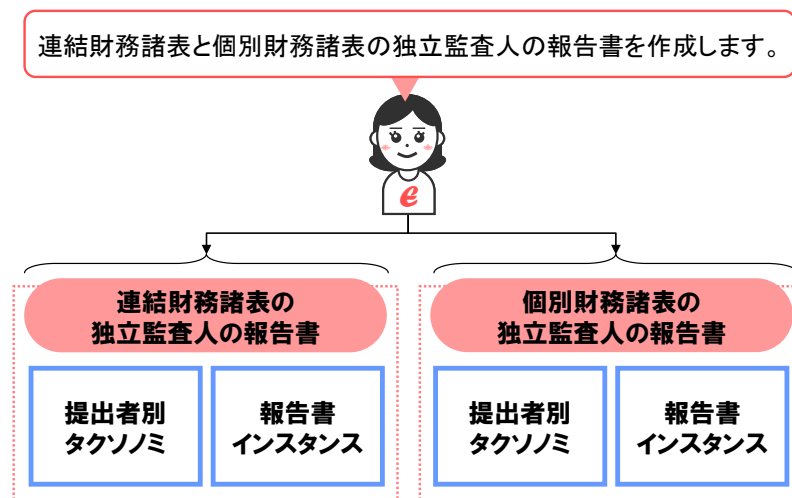 連結財務諸表と個別財務諸表の独立監査人の報告書を作成します。
e
連結財務諸表の
独立監査人の報告書
個別財務諸表の
独立監査人の報告書
提出者別
タクソノミ
報告書
インスタンス
提出者別
タクソノミ
報告書
インスタンス